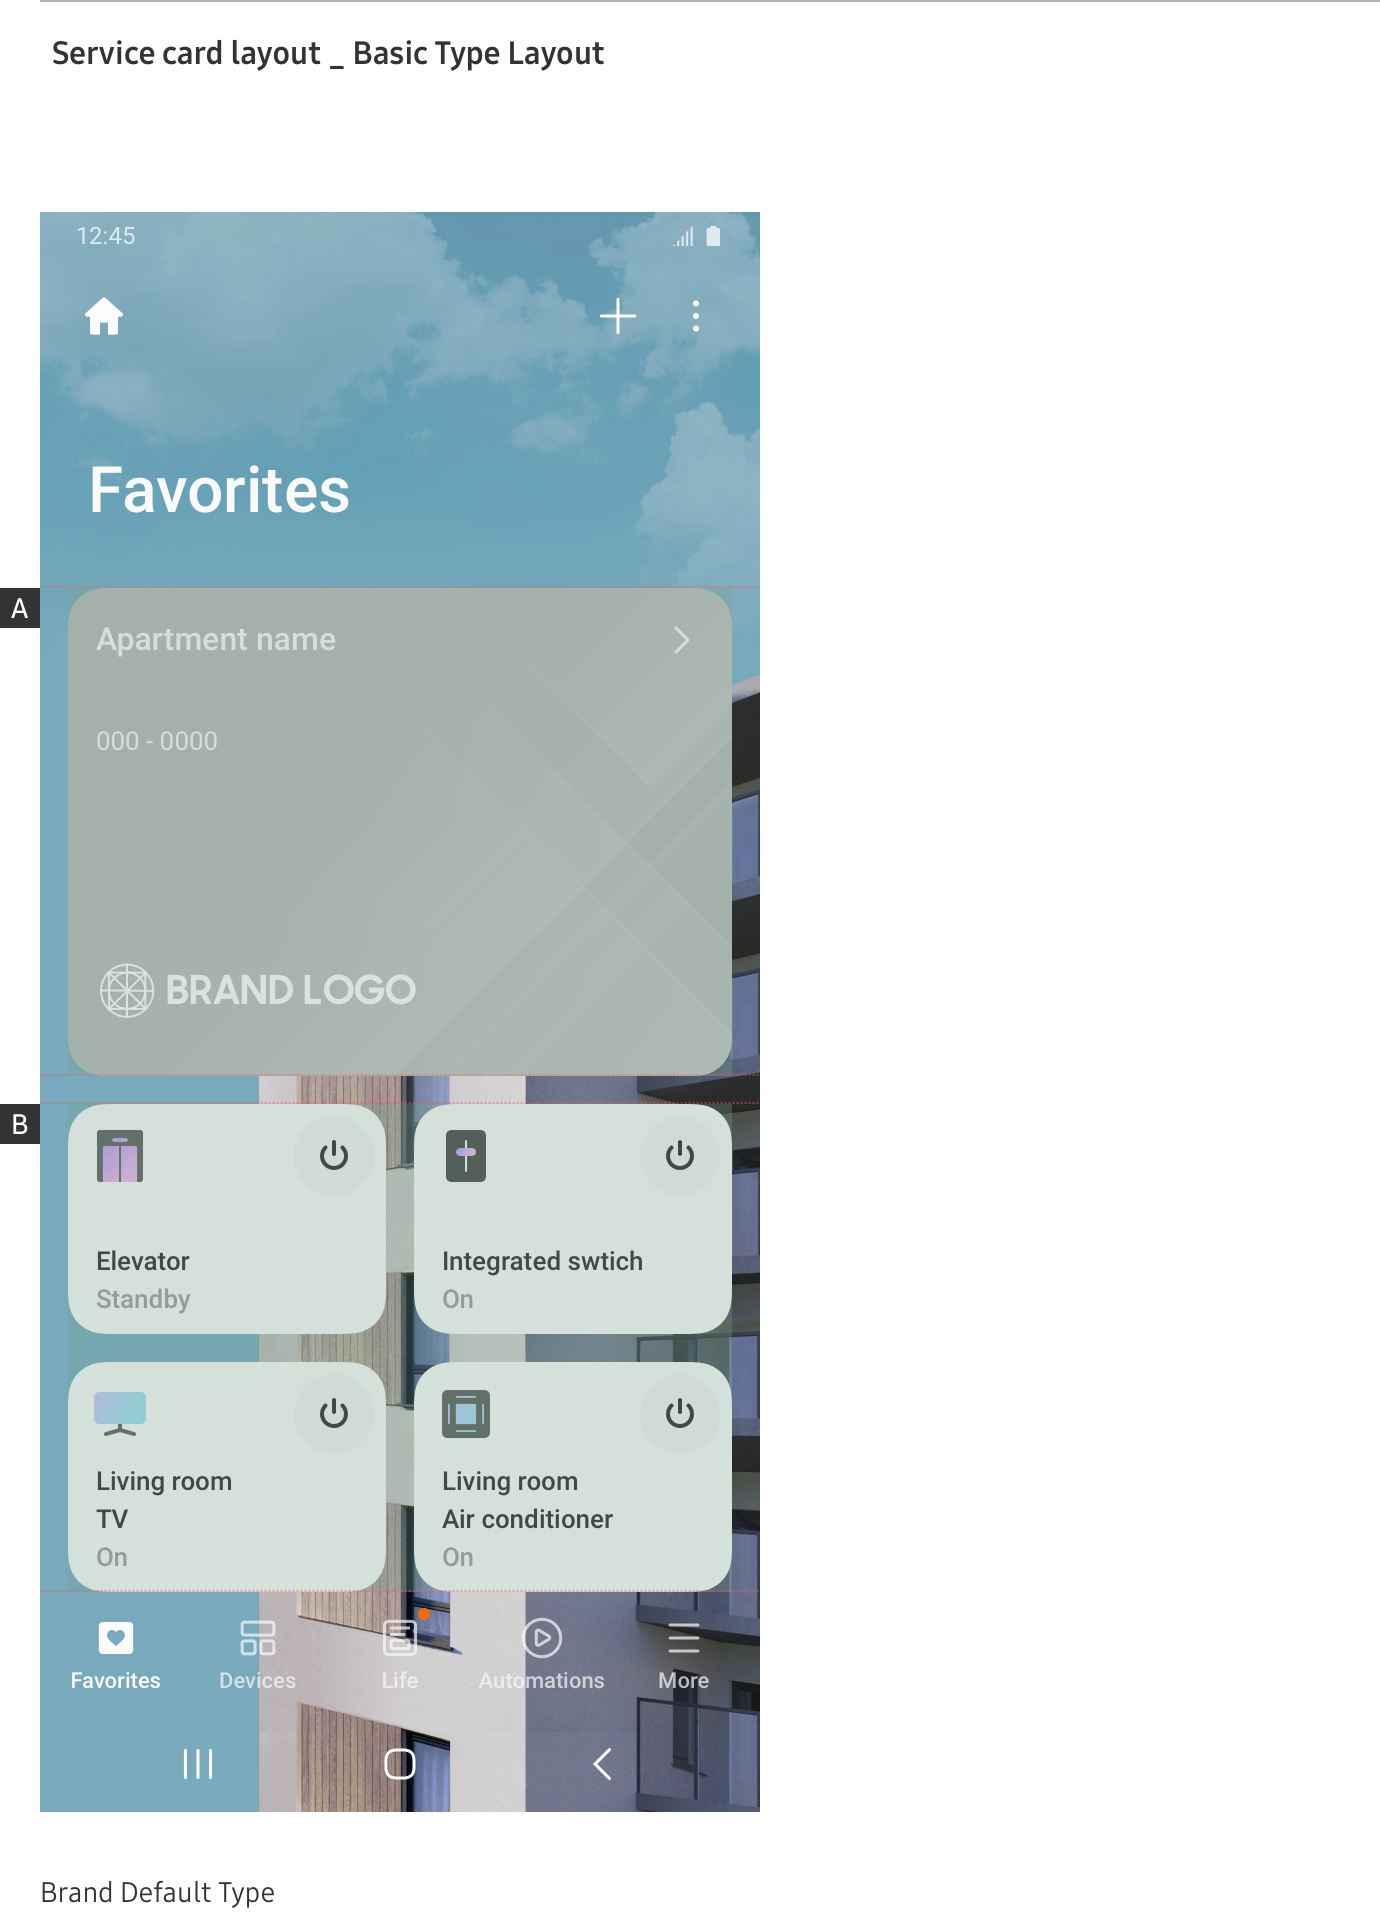 Service card layout _ Basic Type Layout
12:45
Favorites
A
Apartment name
000 - 0000
BRAND LOGO
B
Elevator
Standby
Integrated swtich
On
Living room
TV
On
Living room
Air conditioner
On
Favorites
Devices
Life
Automations
More
Brand Default Type